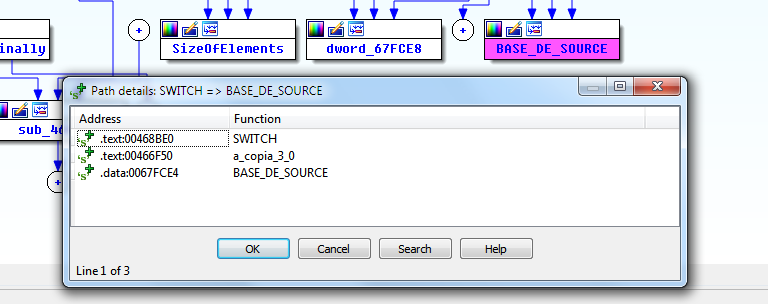 SizeOfElements
dword_67FCE8
BASE_DE_SOURCE
inally
sub_46
Path details: SWITCH => BASE_DE_SOURCE
Address Function
.text:00468BE0 SWITCH
.text:00466F50 a_copia_3_0
.data:0067FCE4 BASE_DE_SOURCE
OK Cancel Search Help
Line 1 of 3